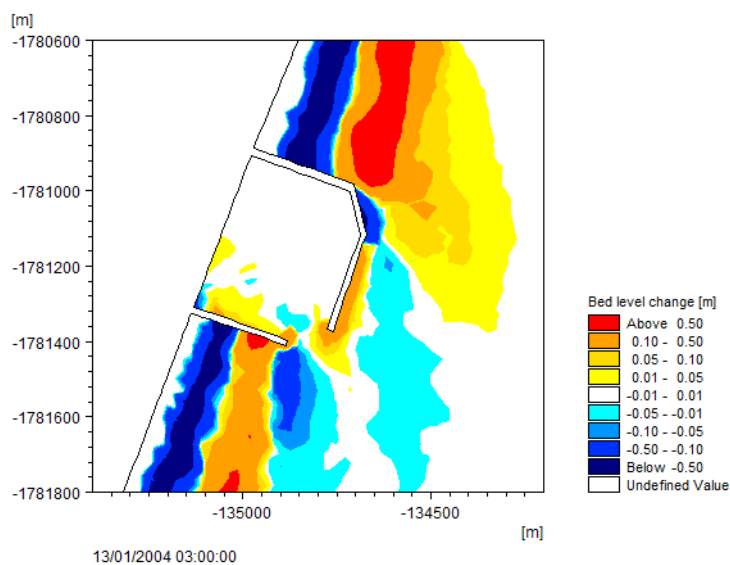 [m]
-1780600
-1780800
-1781000
-1781200
-1781400
-1781600
-1781800
-135000
-134500
[m]
13/01/2004 03:00:00
Bed level change [m]
Above 0.50
0.10 - 0.50
0.05 - 0.10
0.01 - 0.05
-0.01 - 0.01
-0.05 - -0.01
-0.10 - -0.05
-0.50 - -0.10
Below -0.50
Undefined Value